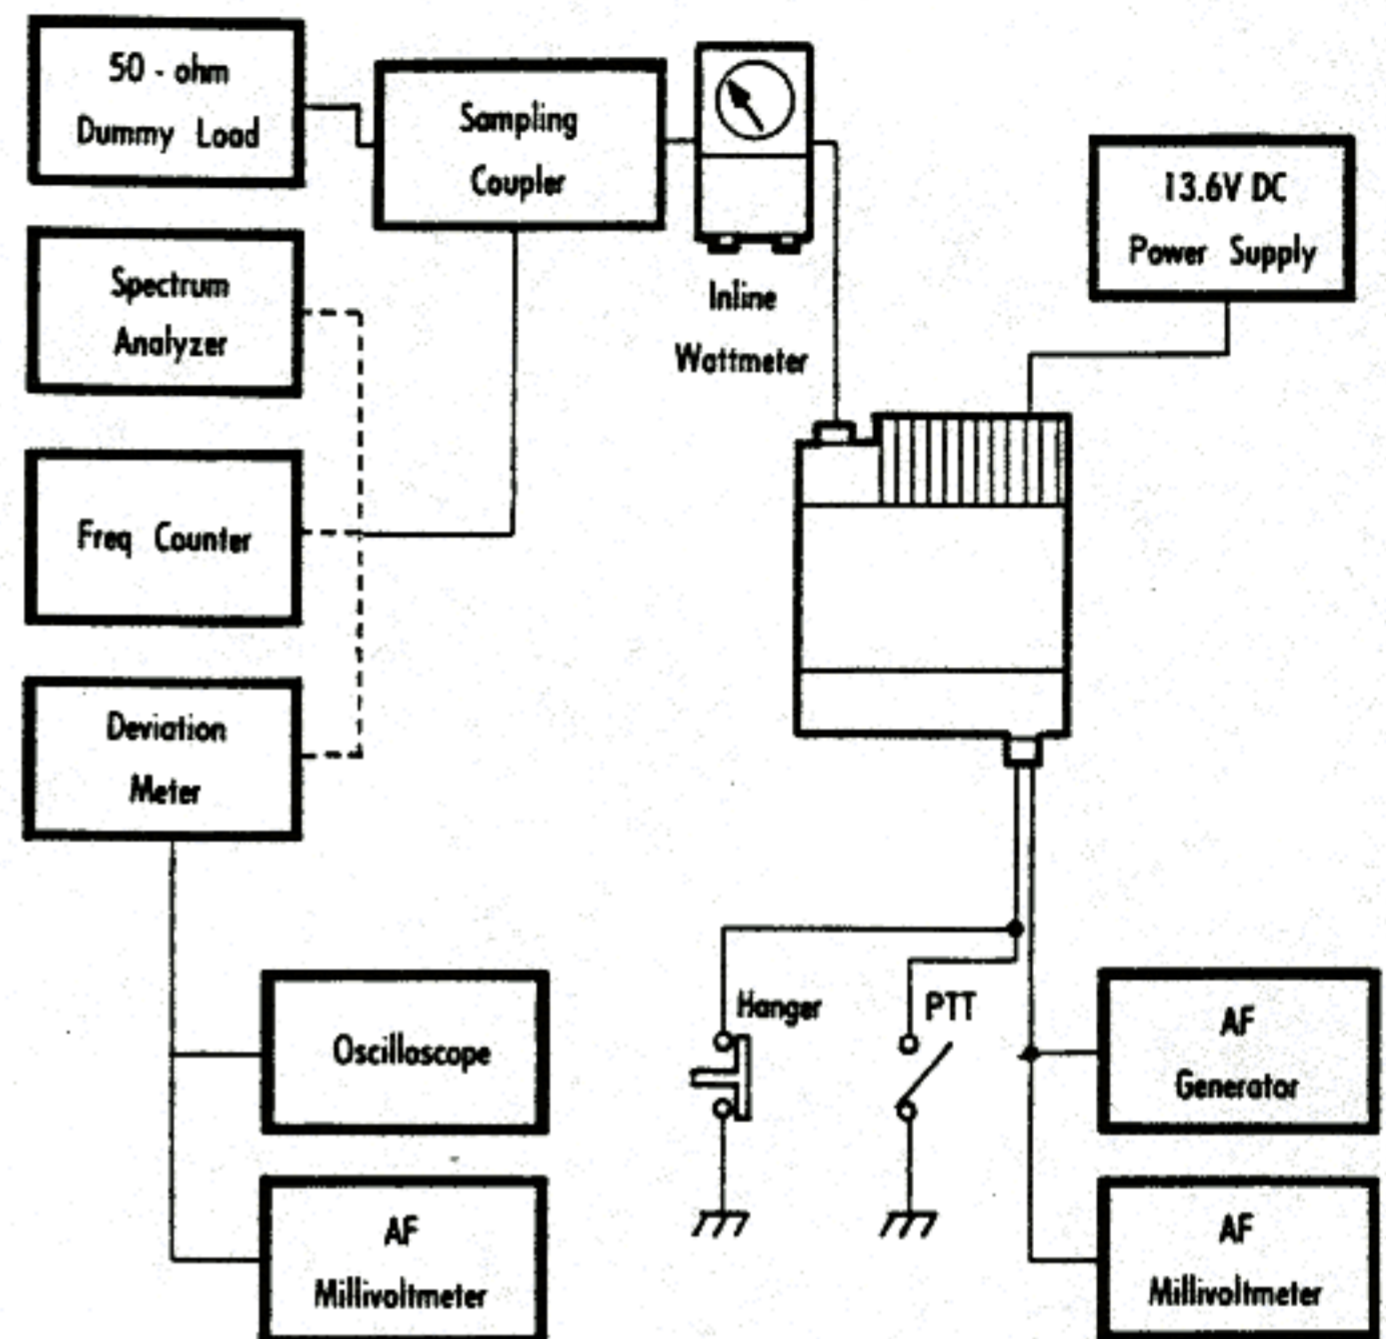 50 - ohm
Dummy Load
Sampling
Coupler
13.6V DC
Power Supply
Spectrum
Analyzer
Inline
Wattmeter
Freq Counter
Deviation
Meter
Hanger
PTT
Oscilloscope
AF
Generator
AF
Millivoltmeter
AF
Millivoltmeter